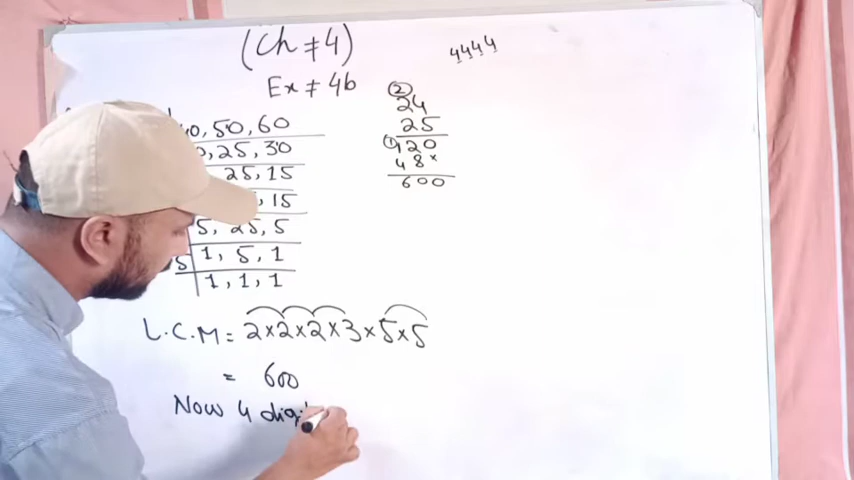 (Ch ≠ 4)
4444
Ex ≠ 4b
0, 50, 60
0, 25, 30
25, 15
, 15
5, 25, 5
5 | 1, 5, 1
1, 1, 1
②
24
25
① 120
48×
600
L.C.M = 2×2×2×3×5×5
= 600
Now 4 digi